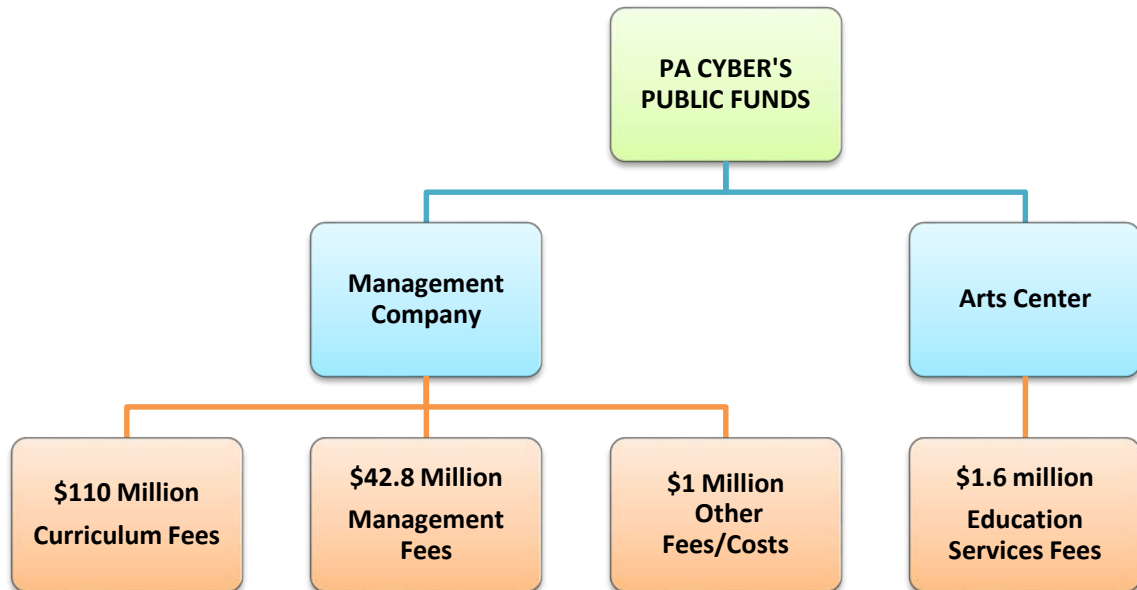 PA CYBER'S
PUBLIC FUNDS
Management
Company
Arts Center
$110 Million
Curriculum Fees
$42.8 Million
Management
Fees
$1 Million
Other
Fees/Costs
$1.6 million
Education
Services Fees